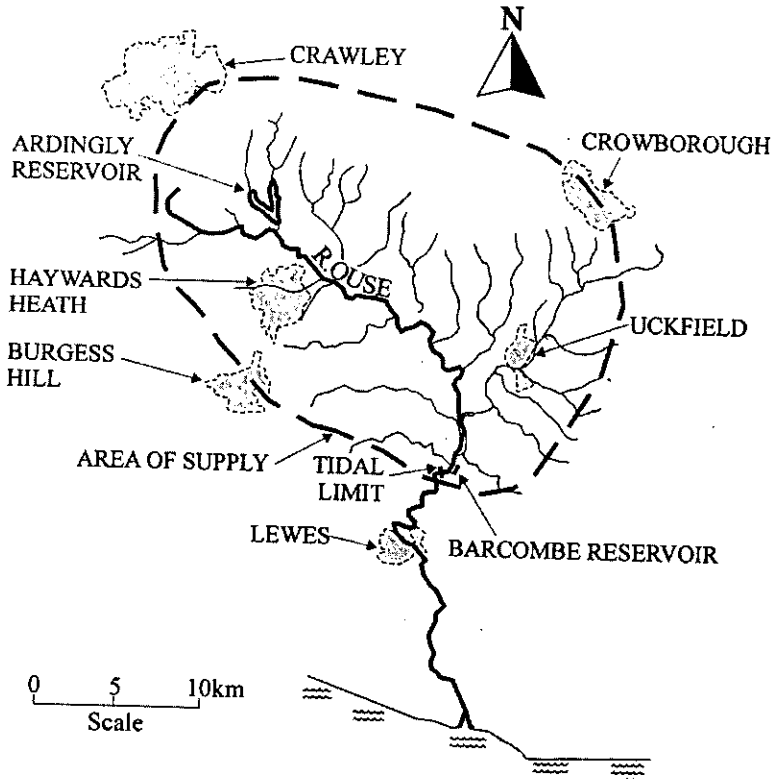 N
CRAWLEY
ARDINGLY
RESERVOIR
CROWBOROUGH
R. OUSE
HAYWARDS
HEATH
UCKFIELD
BURGESS
HILL
AREA OF SUPPLY
TIDAL
LIMIT
LEWES
BARCOMBE RESERVOIR
0 5 10km
Scale